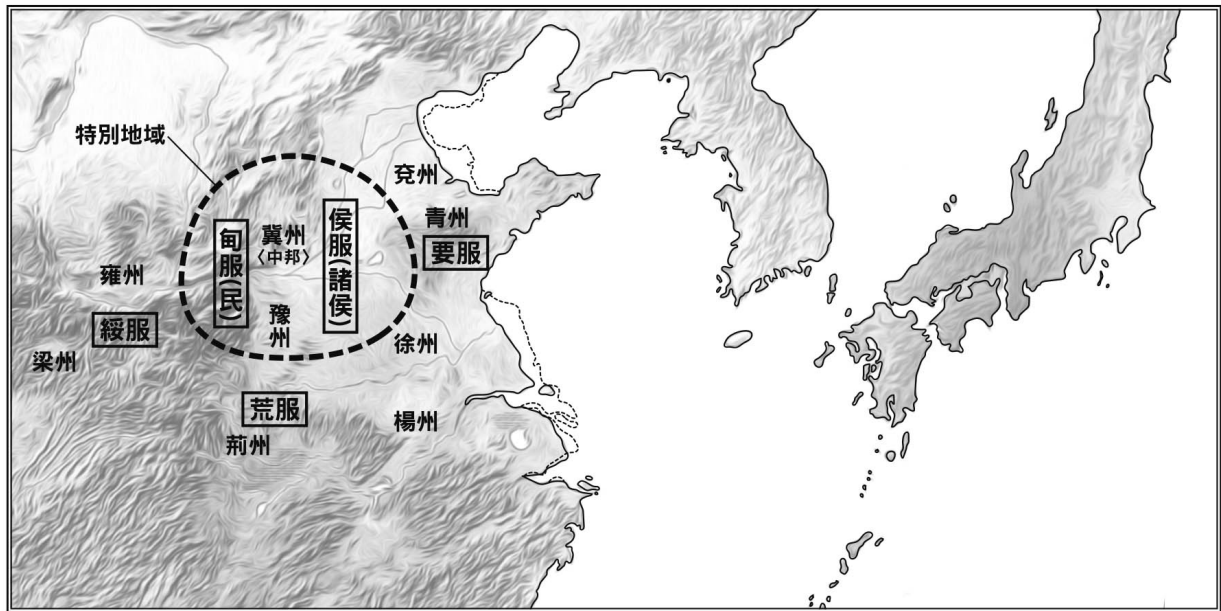 特別地域
兗州
青州
要服
侯服(諸侯)
冀州
〈中邦〉
甸服(民)
雍州
綏服
豫州
徐州
梁州
荒服
楊州
荊州